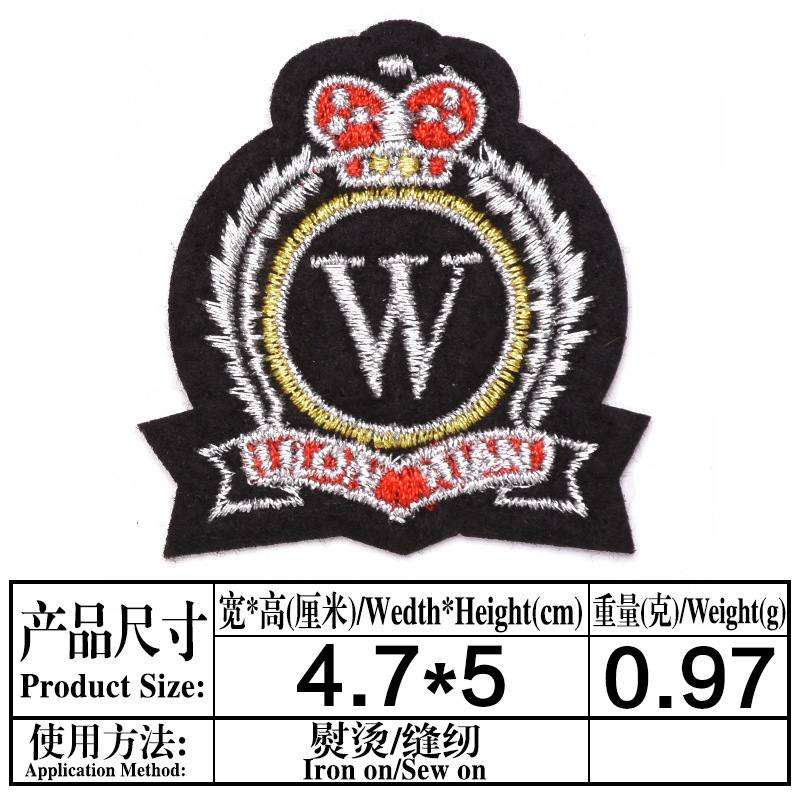 W
产品尺寸
Product Size:
宽*高(厘米)/Wedth*Height(cm)
4.7*5
重量(克)/Weight(g)
0.97
使用方法:
Application Method:
熨烫/缝纫
Iron on/Sew on